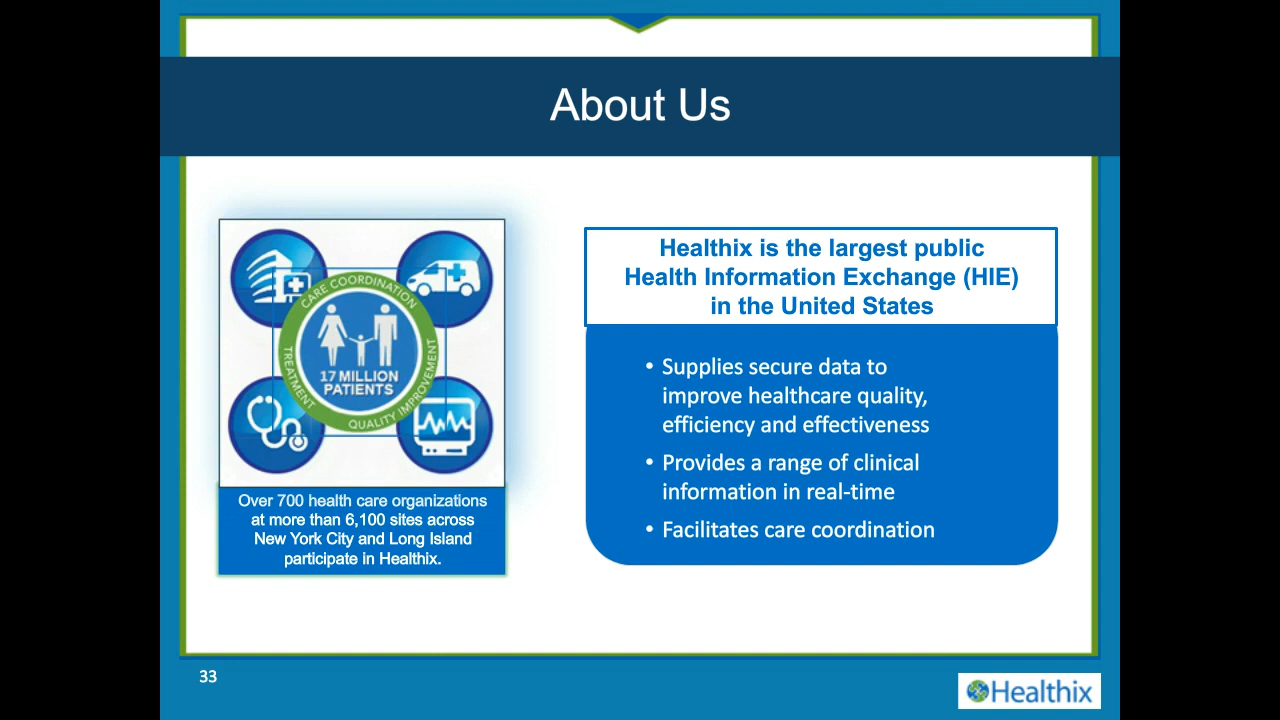 About Us
CARE COORDINATION
TREATMENT
QUALITY IMPROVEMENT
17 MILLION
PATIENTS
Over 700 health care organizations
at more than 6,100 sites across
New York City and Long Island
participate in Healthix.
Healthix is the largest public
Health Information Exchange (HIE)
in the United States
• Supplies secure data to
improve healthcare quality,
efficiency and effectiveness
• Provides a range of clinical
information in real-time
• Facilitates care coordination
33
Healthix